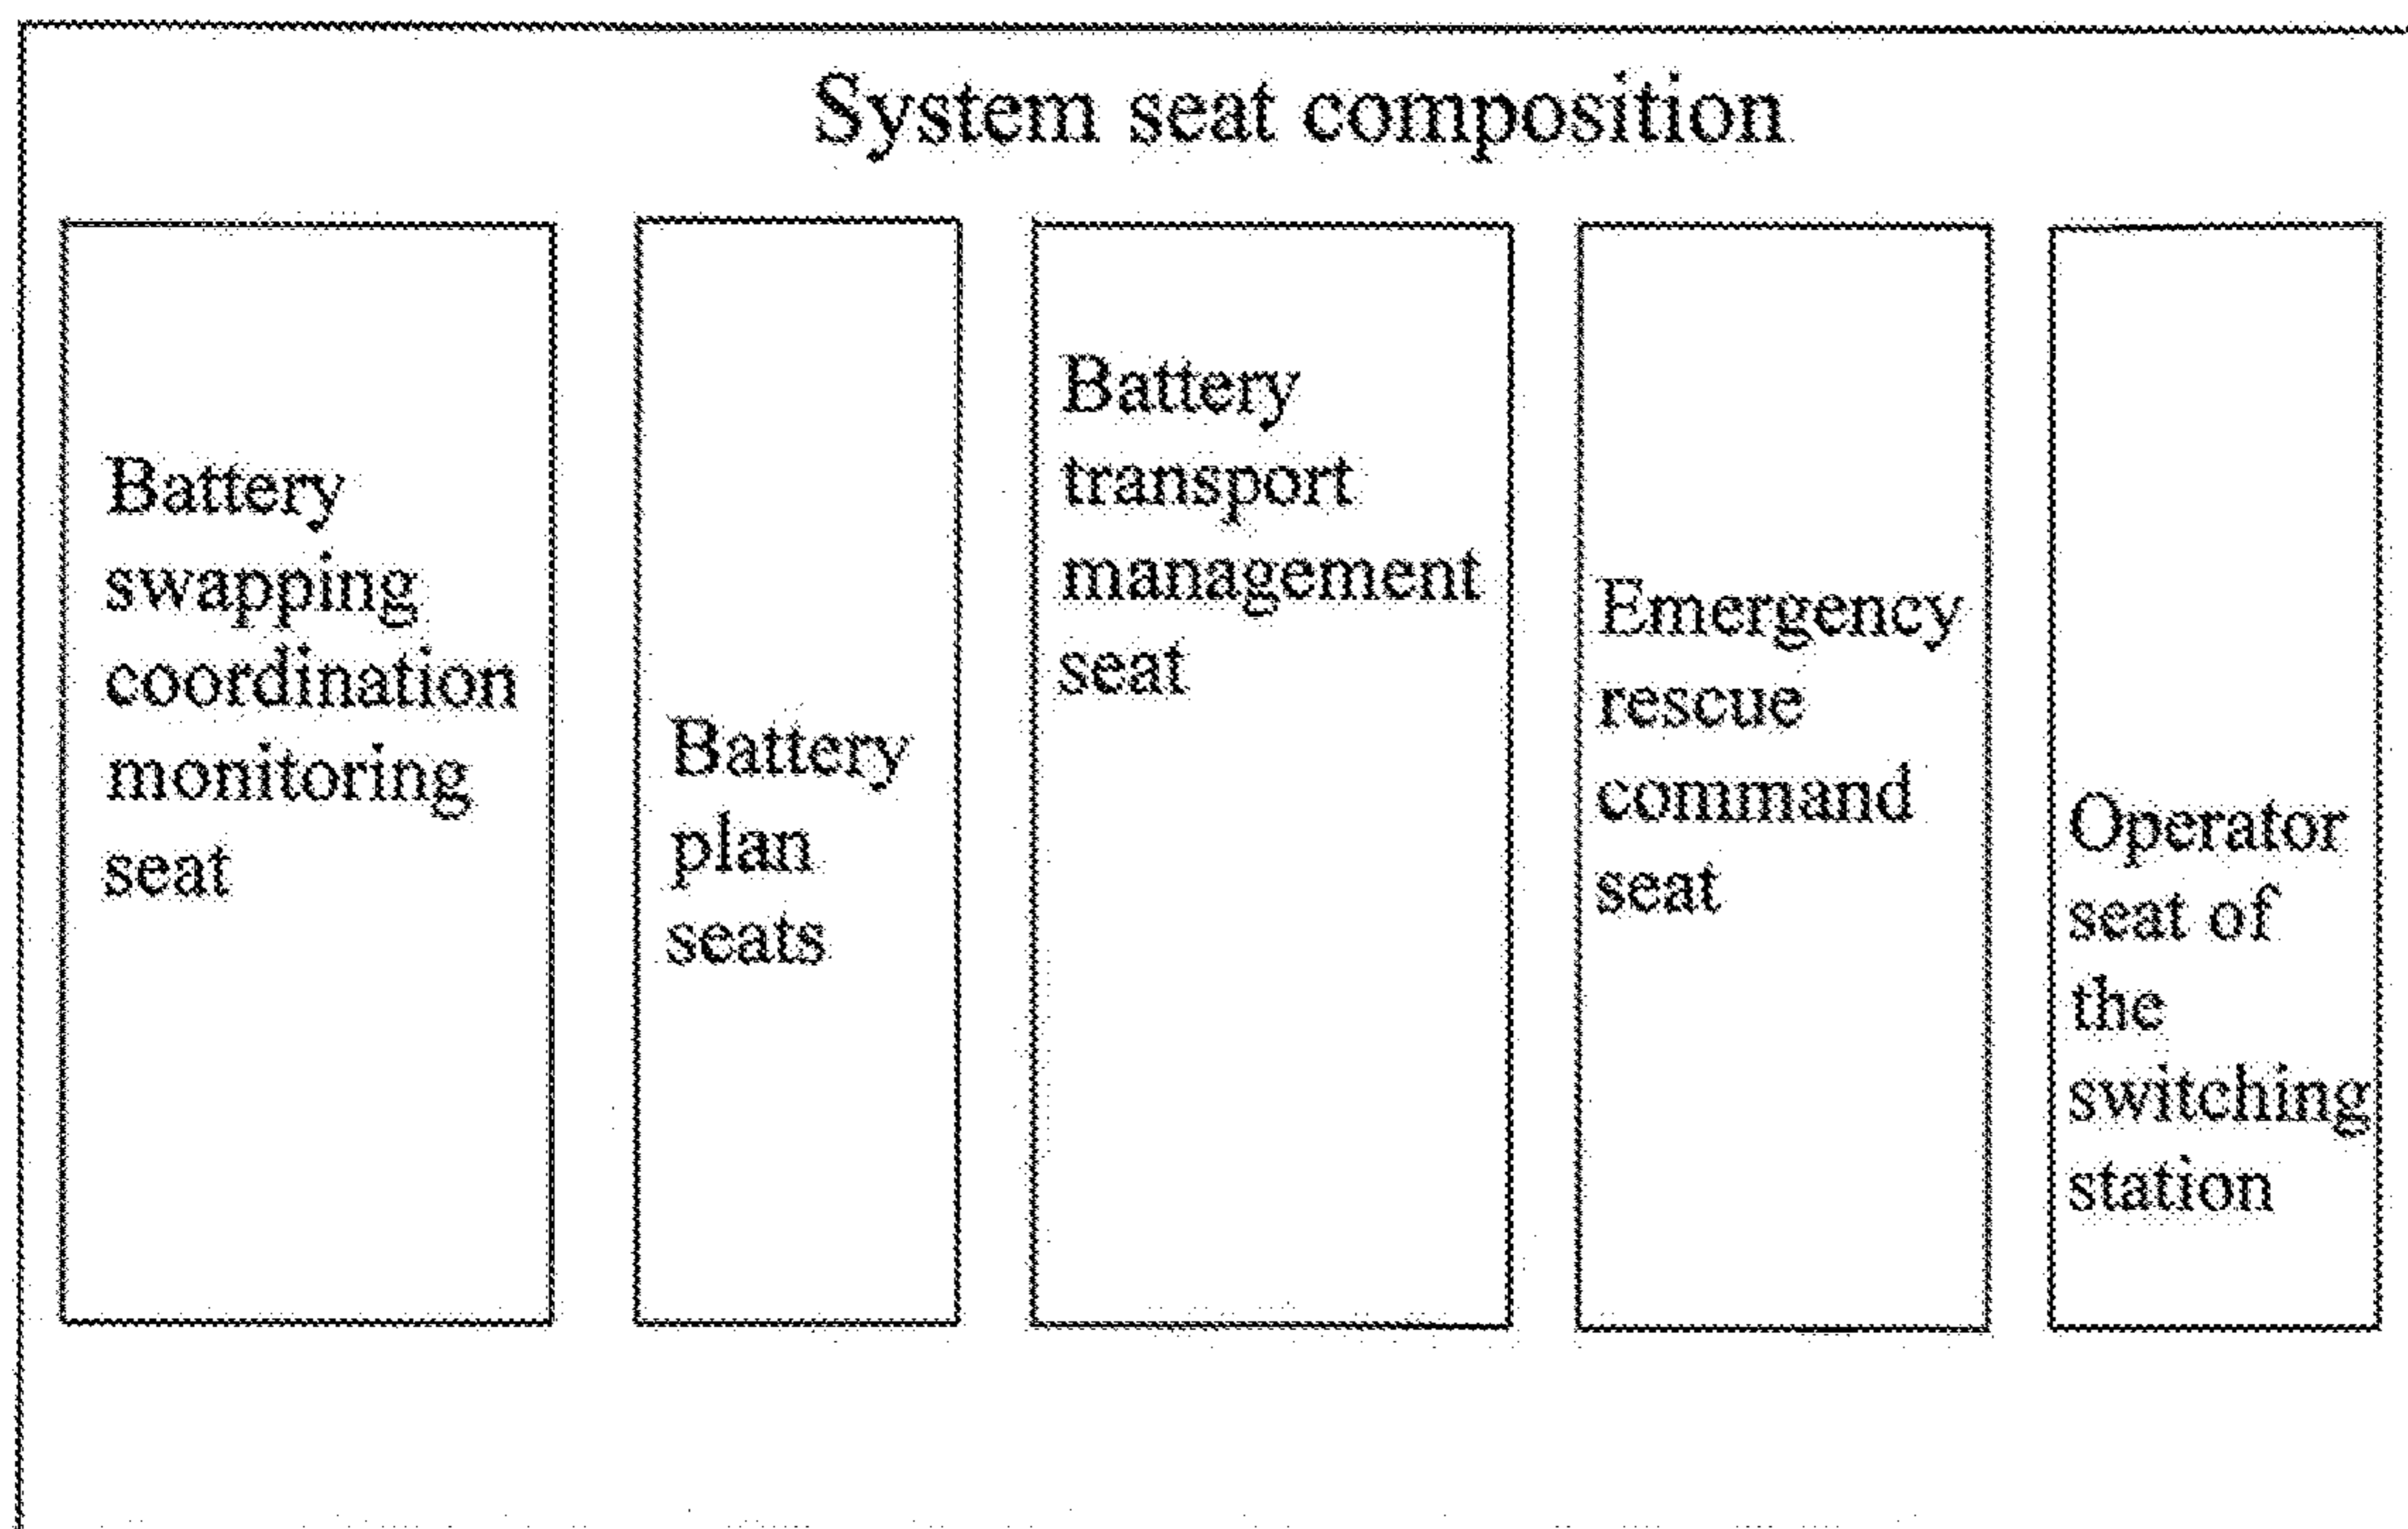 System seat composition
Battery
swapping
coordination
monitoring
seat
Battery
plan
seats
Battery
transport
management
seat
Emergency
rescue
command
seat
Operator
seat of
the
switching
station